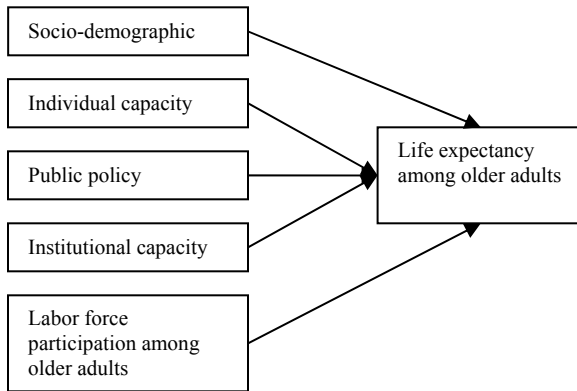 Socio-demographic
Individual capacity
Public policy
Institutional capacity
Labor force
participation among
older adults
Life expectancy
among older adults